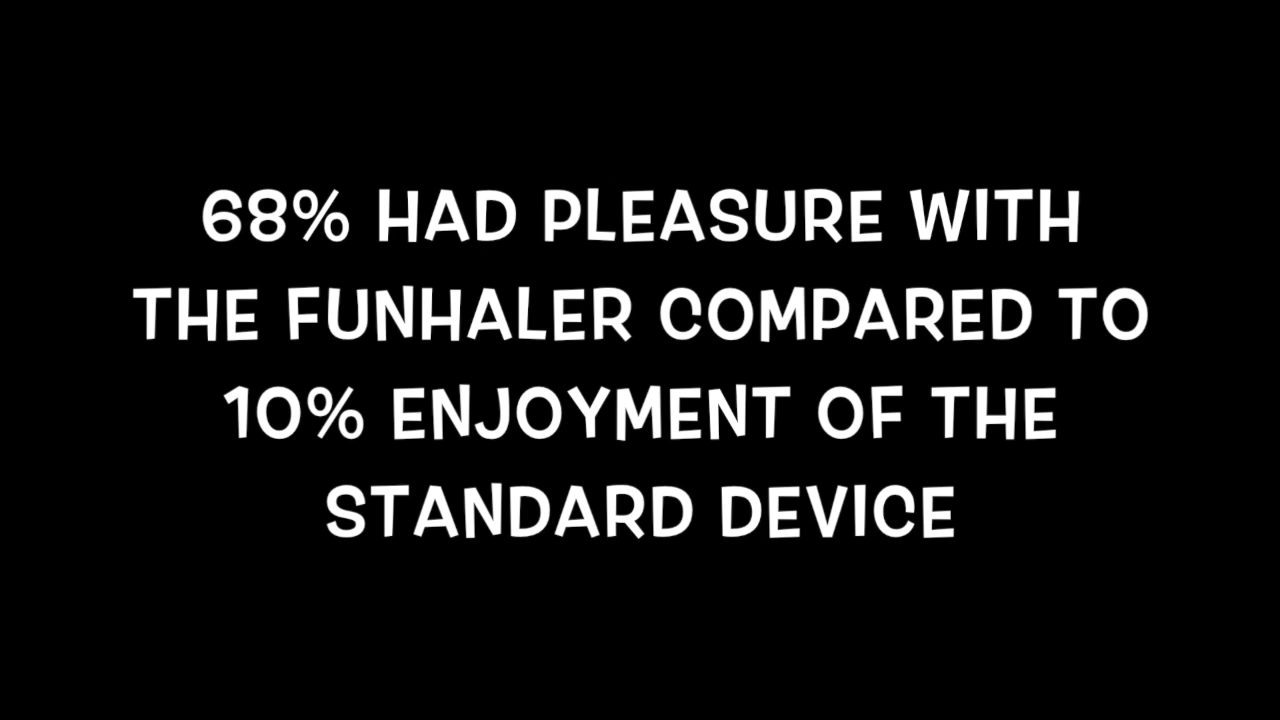 68% HAD PLEASURE WITH
THE FUNHALER COMPARED TO
10% ENJOYMENT OF THE
STANDARD DEVICE